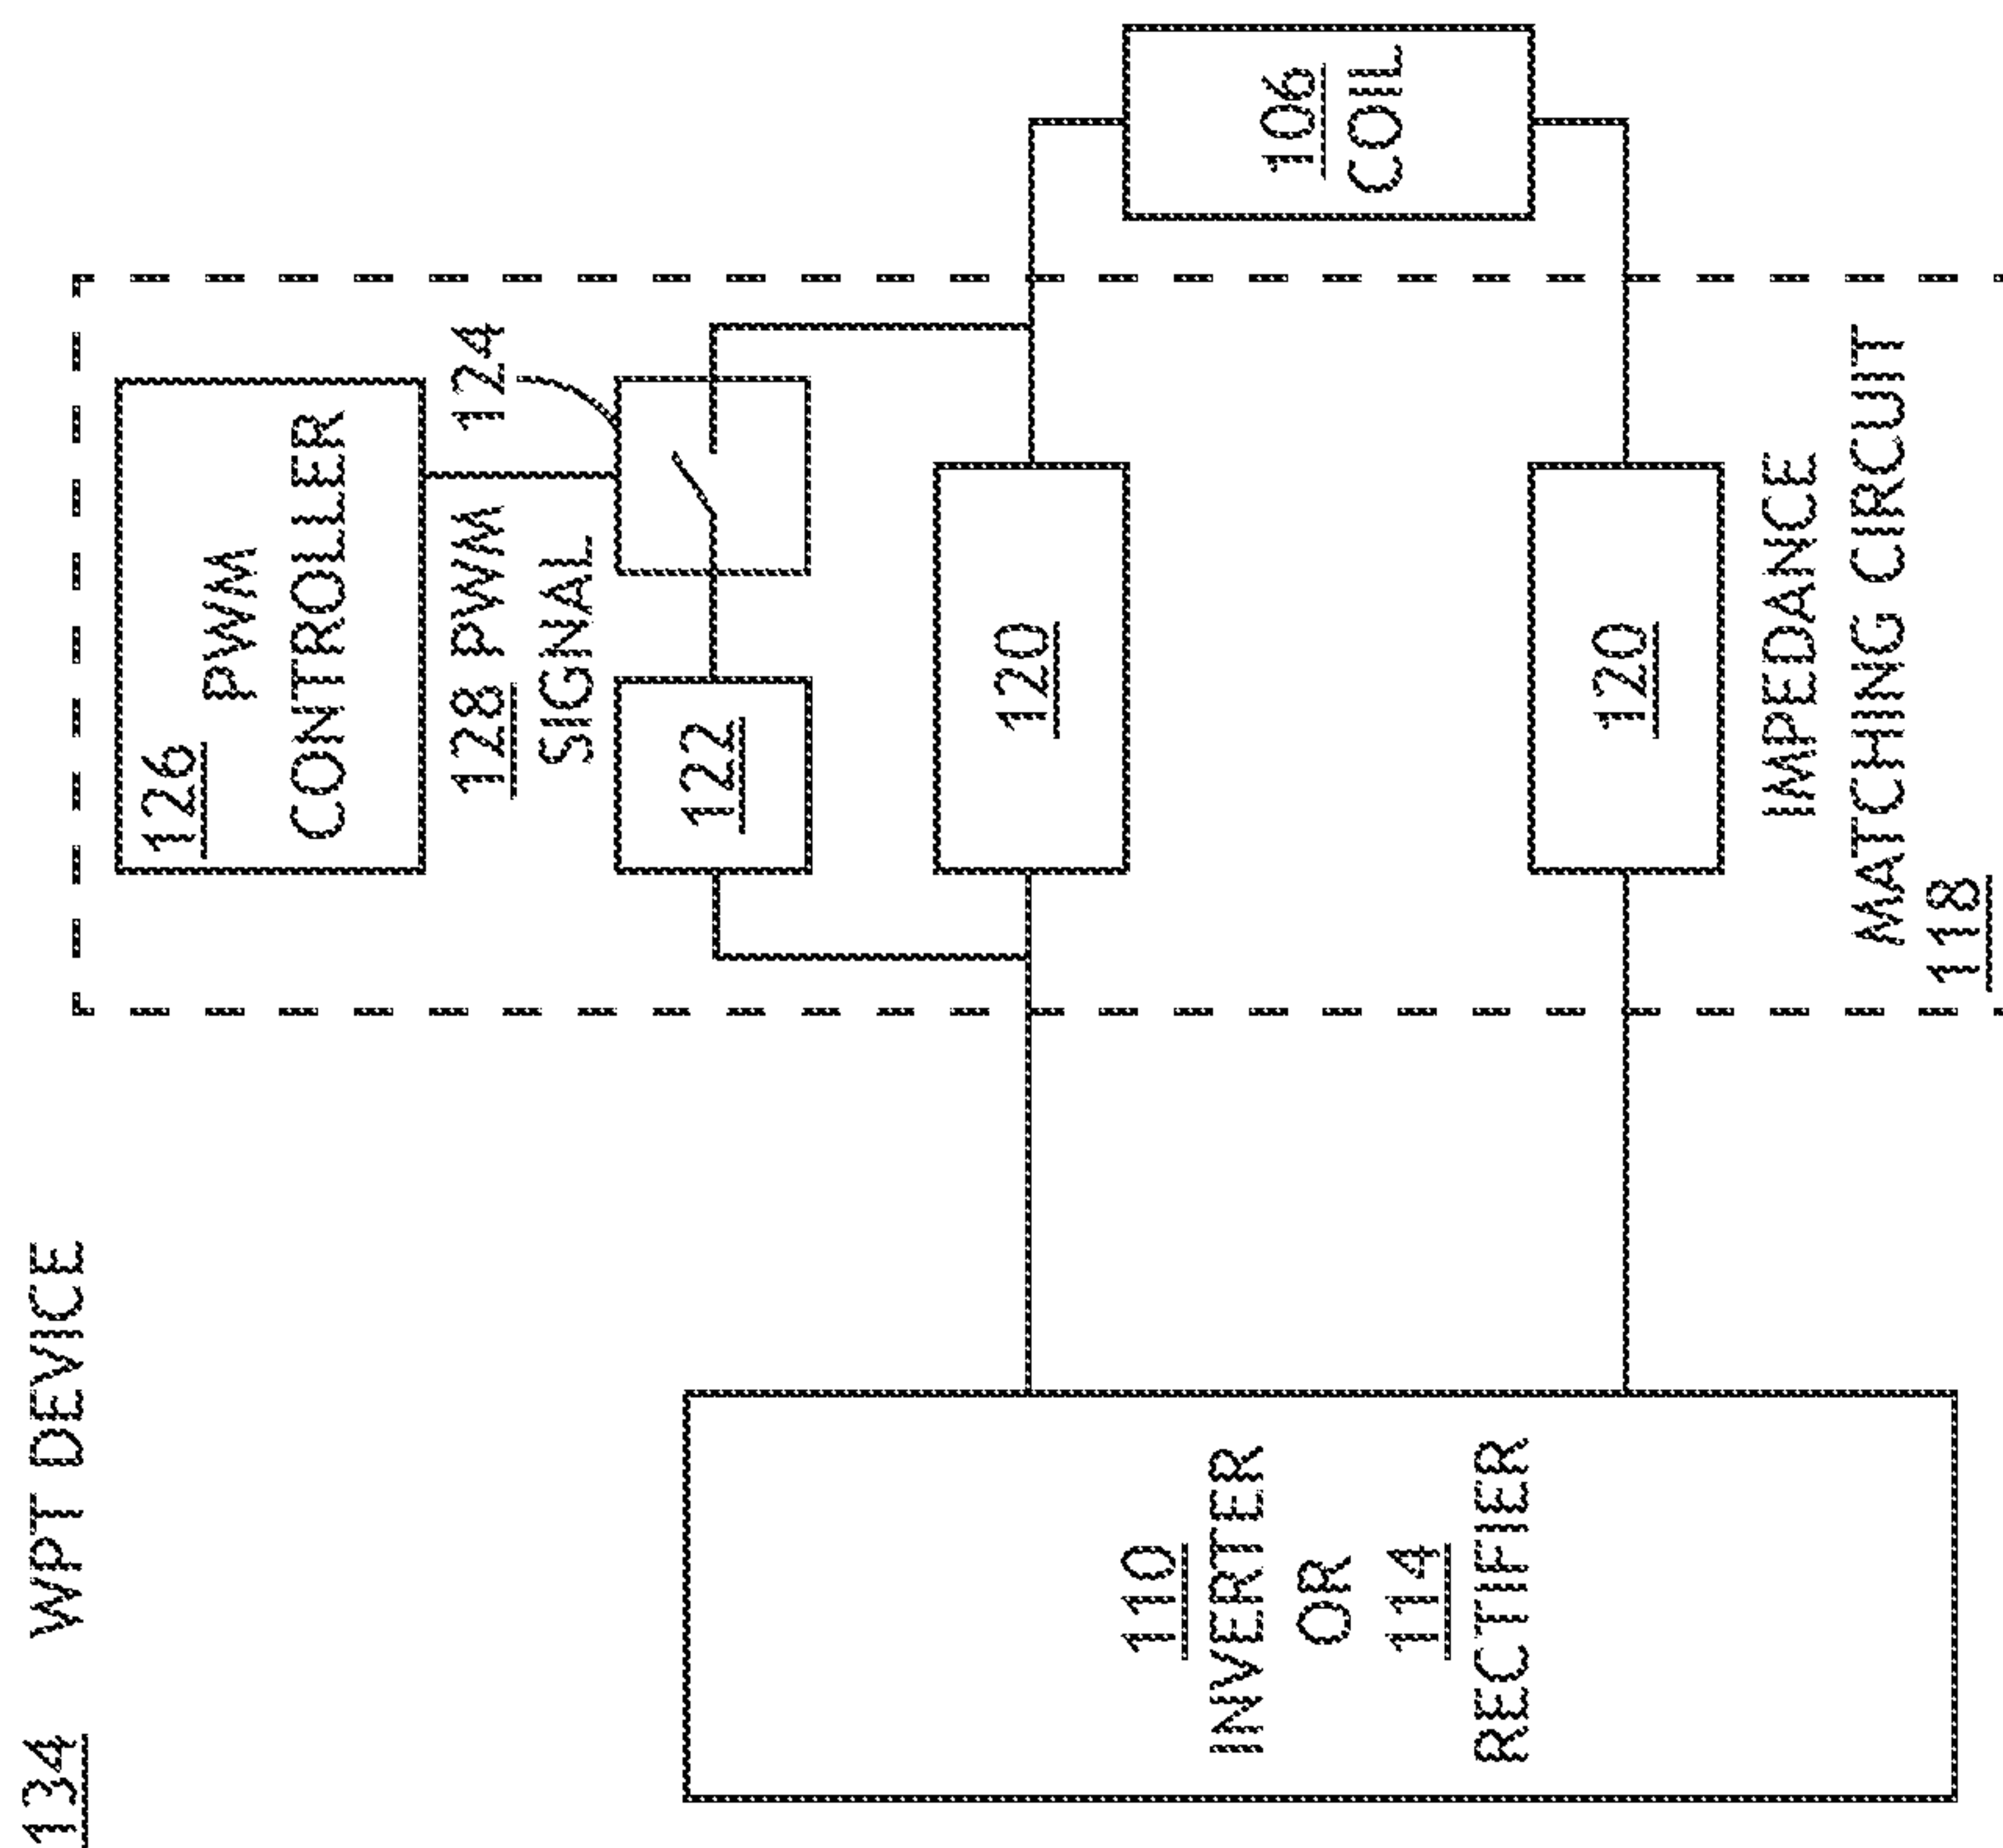 134 WPT DEVICE
126
PWM
CONTROLLER
128 PWM
SIGNAL
124
122
120
120
IMPEDANCE
MATCHING CIRCUIT
118
110
INVERTER
OR
114
RECTIFIER
106
COIL